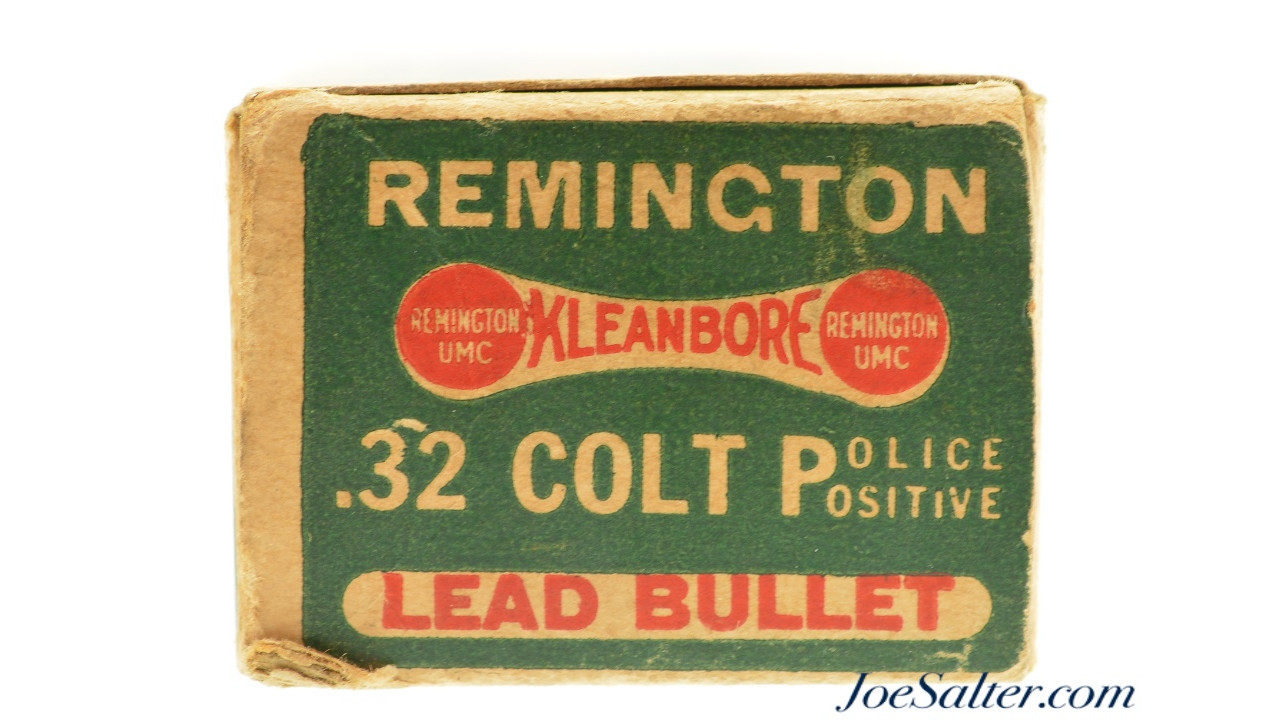 REMINGTON
REMINGTON UMC KLEANBORE REMINGTON UMC
.32 COLT POLICE POSITIVE
LEAD BULLET
JoeSalter.com